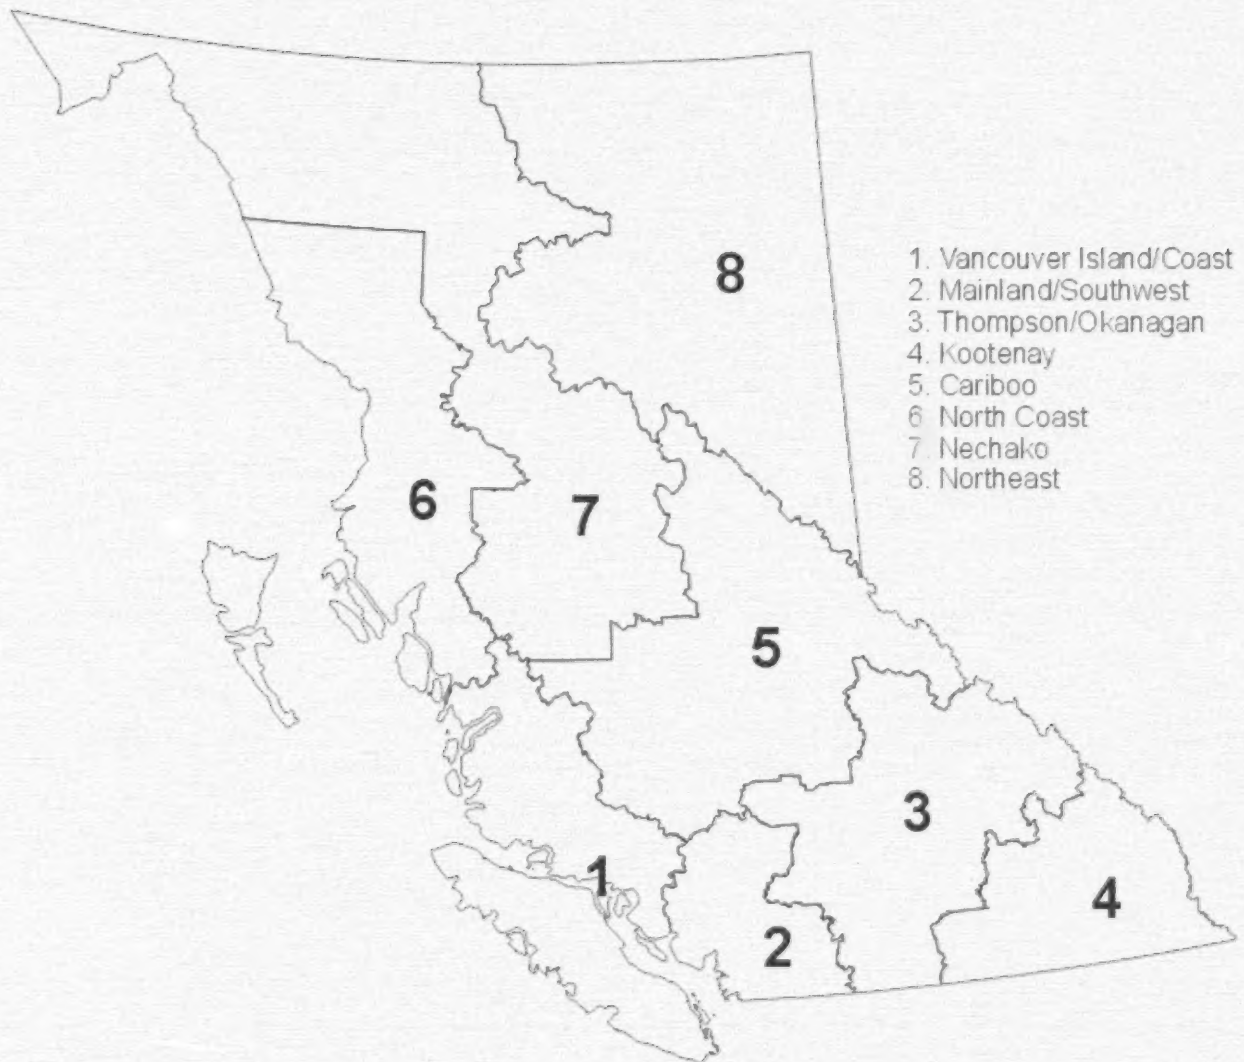 8
1. Vancouver Island/Coast
2. Mainland/Southwest
3. Thompson/Okanagan
4. Kootenay
5. Cariboo
6 North Coast
7. Nechako
8. Northeast
6
7
5
3
1
4
2